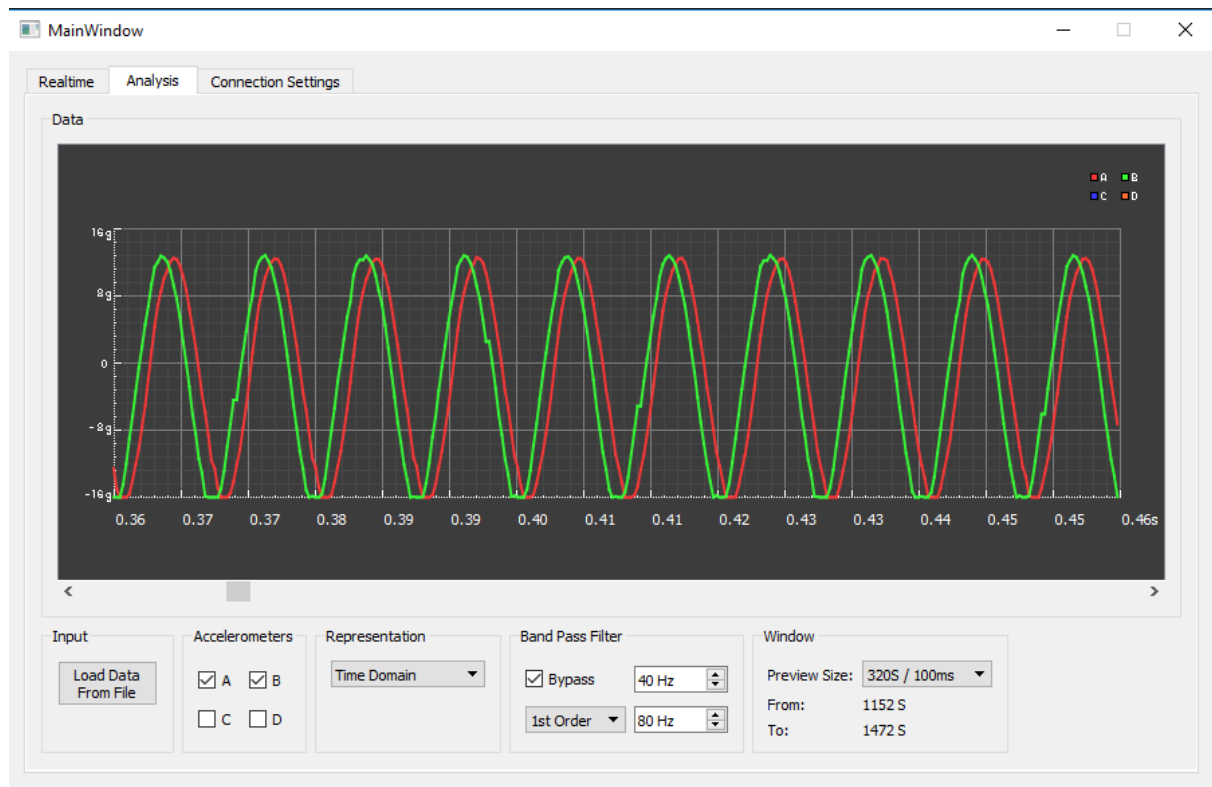 MainWindow
Realtime Analysis Connection Settings
Data
A B
C D
16g
8g
0
-8g
-16g
0.36 0.37 0.37 0.38 0.39 0.39 0.40 0.41 0.41 0.42 0.43 0.43 0.44 0.45 0.45 0.46s
Input
Load Data
From File
Accelerometers
A B
C D
Representation
Time Domain
Band Pass Filter
Bypass 40 Hz
1st Order 80 Hz
Window
Preview Size: 320S / 100ms
From: 1152 S
To: 1472 S